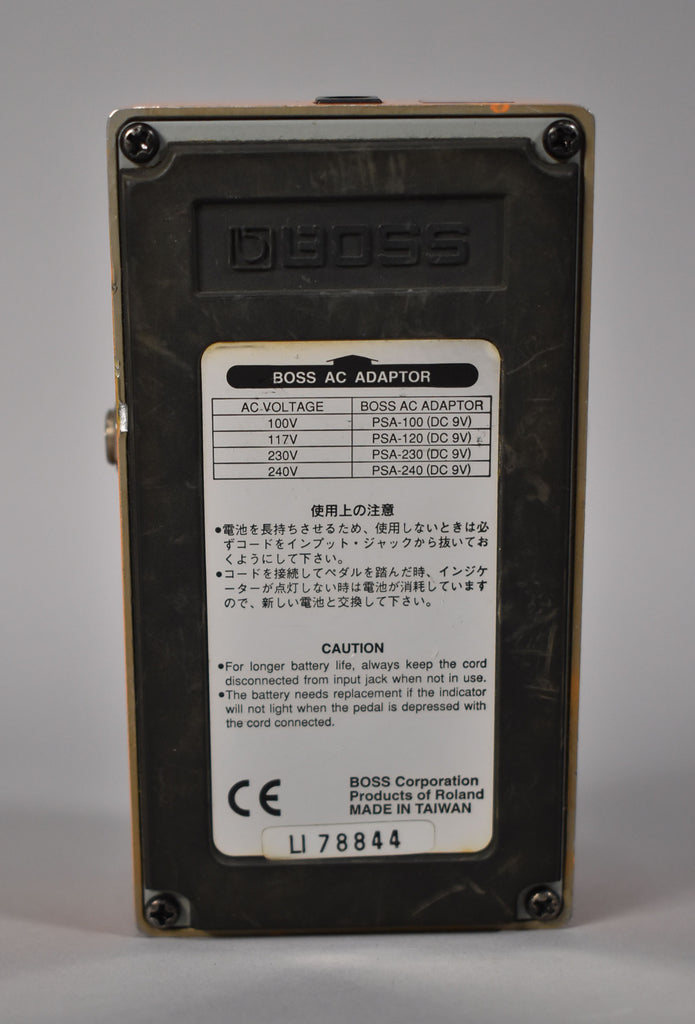 BOSS
BOSS AC ADAPTOR
AC VOLTAGE BOSS AC ADAPTOR
100V PSA-100 (DC 9V)
117V PSA-120 (DC 9V)
230V PSA-230 (DC 9V)
240V PSA-240 (DC 9V)
使用上の注意
●電池を長持ちさせるため、使用しないときは必
ずコードをインプット・ジャックから抜いてお
くようにして下さい。
●コードを接続してペダルを踏んだ時、インジケ
ーターが点灯しない時は電池が消耗しています
ので、新しい電池と交換して下さい。
CAUTION
●For longer battery life, always keep the cord
disconnected from input jack when not in use.
●The battery needs replacement if the indicator
will not light when the pedal is depressed with
the cord connected.
CE
BOSS Corporation
Products of Roland
MADE IN TAIWAN
LI 78844